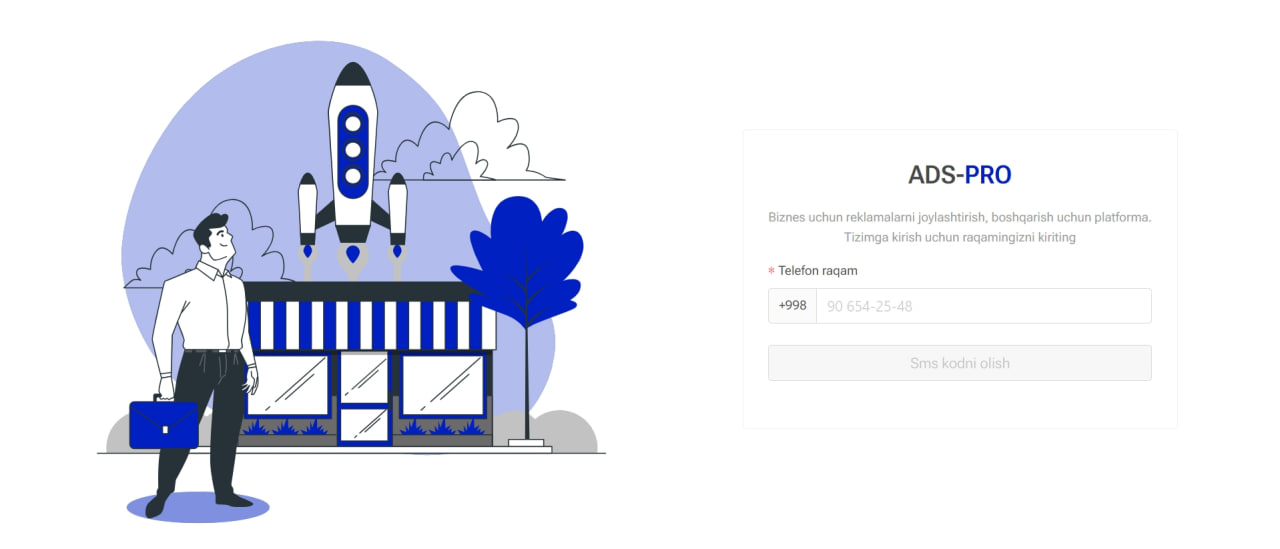 ADS-PRO
Biznes uchun reklamalarni joylashtirish, boshqarish uchun platforma.
Tizimga kirish uchun raqamingizni kiriting
* Telefon raqam
+998 90 654-25-48
Sms kodni olish